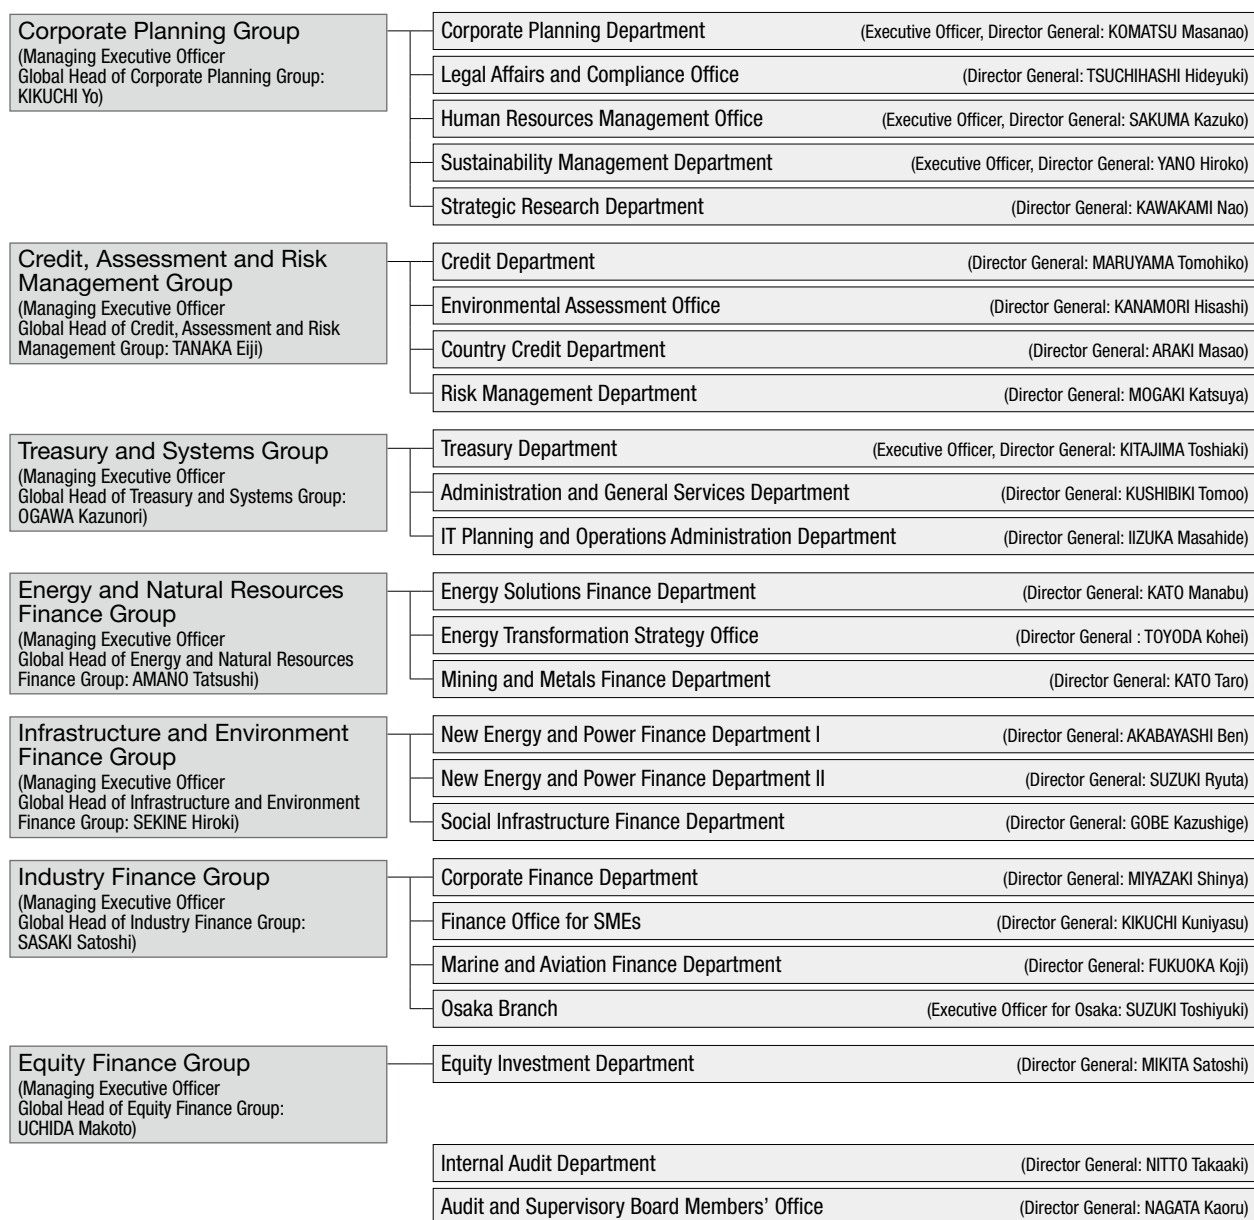 Corporate Planning Group
(Managing Executive Officer
Global Head of Corporate Planning Group:
KIKUCHI Yo)
Corporate Planning Department (Executive Officer, Director General: KOMATSU Masanao)
Legal Affairs and Compliance Office (Director General: TSUCHIHASHI Hideyuki)
Human Resources Management Office (Executive Officer, Director General: SAKUMA Kazuko)
Sustainability Management Department (Executive Officer, Director General: YANO Hiroko)
Strategic Research Department (Director General: KAWAKAMI Nao)
Credit, Assessment and Risk
Management Group
(Managing Executive Officer
Global Head of Credit, Assessment and Risk
Management Group: TANAKA Eiji)
Credit Department (Director General: MARUYAMA Tomohiko)
Environmental Assessment Office (Director General: KANAMORI Hisashi)
Country Credit Department (Director General: ARAKI Masao)
Risk Management Department (Director General: MOGAKI Katsuya)
Treasury and Systems Group
(Managing Executive Officer
Global Head of Treasury and Systems Group:
OGAWA Kazunori)
Treasury Department (Executive Officer, Director General: KITAJIMA Toshiaki)
Administration and General Services Department (Director General: KUSHIBIKI Tomoo)
IT Planning and Operations Administration Department (Director General: IIZUKA Masahide)
Energy and Natural Resources
Finance Group
(Managing Executive Officer
Global Head of Energy and Natural Resources
Finance Group: AMANO Tatsushi)
Energy Solutions Finance Department (Director General: KATO Manabu)
Energy Transformation Strategy Office (Director General : TOYODA Kohei)
Mining and Metals Finance Department (Director General: KATO Taro)
Infrastructure and Environment
Finance Group
(Managing Executive Officer
Global Head of Infrastructure and Environment
Finance Group: SEKINE Hiroki)
New Energy and Power Finance Department I (Director General: AKABAYASHI Ben)
New Energy and Power Finance Department II (Director General: SUZUKI Ryuta)
Social Infrastructure Finance Department (Director General: GOBE Kazushige)
Industry Finance Group
(Managing Executive Officer
Global Head of Industry Finance Group:
SASAKI Satoshi)
Corporate Finance Department (Director General: MIYAZAKI Shinya)
Finance Office for SMEs (Director General: KIKUCHI Kuniyasu)
Marine and Aviation Finance Department (Director General: FUKUOKA Koji)
Osaka Branch (Executive Officer for Osaka: SUZUKI Toshiyuki)
Equity Finance Group
(Managing Executive Officer
Global Head of Equity Finance Group:
UCHIDA Makoto)
Equity Investment Department (Director General: MIKITA Satoshi)
Internal Audit Department (Director General: NITTO Takaaki)
Audit and Supervisory Board Members' Office (Director General: NAGATA Kaoru)